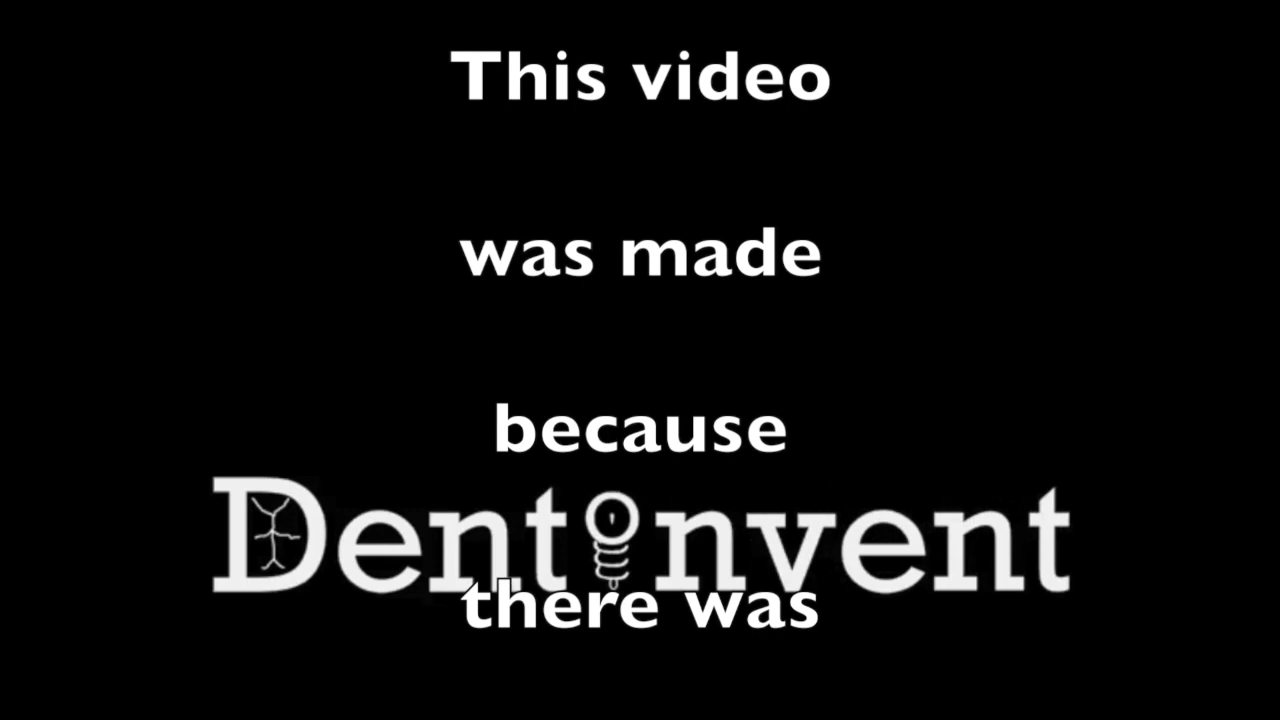 This video
was made
because
Dentinvent
there was